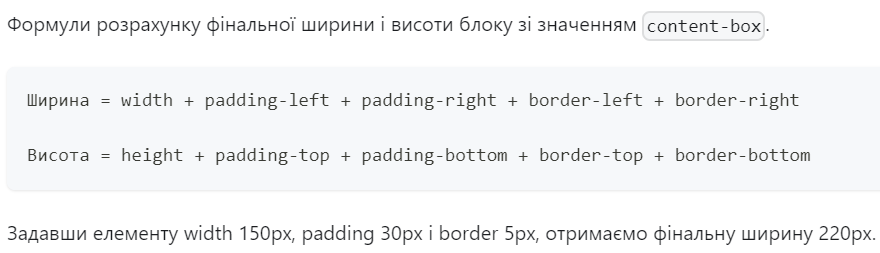 Формули розрахунку фінальної ширини і висоти блоку зі значенням content-box.
Ширина = width + padding-left + padding-right + border-left + border-right
Висота = height + padding-top + padding-bottom + border-top + border-bottom
Задавши елементу width 150px, padding 30px і border 5px, отримаємо фінальну ширину 220px.